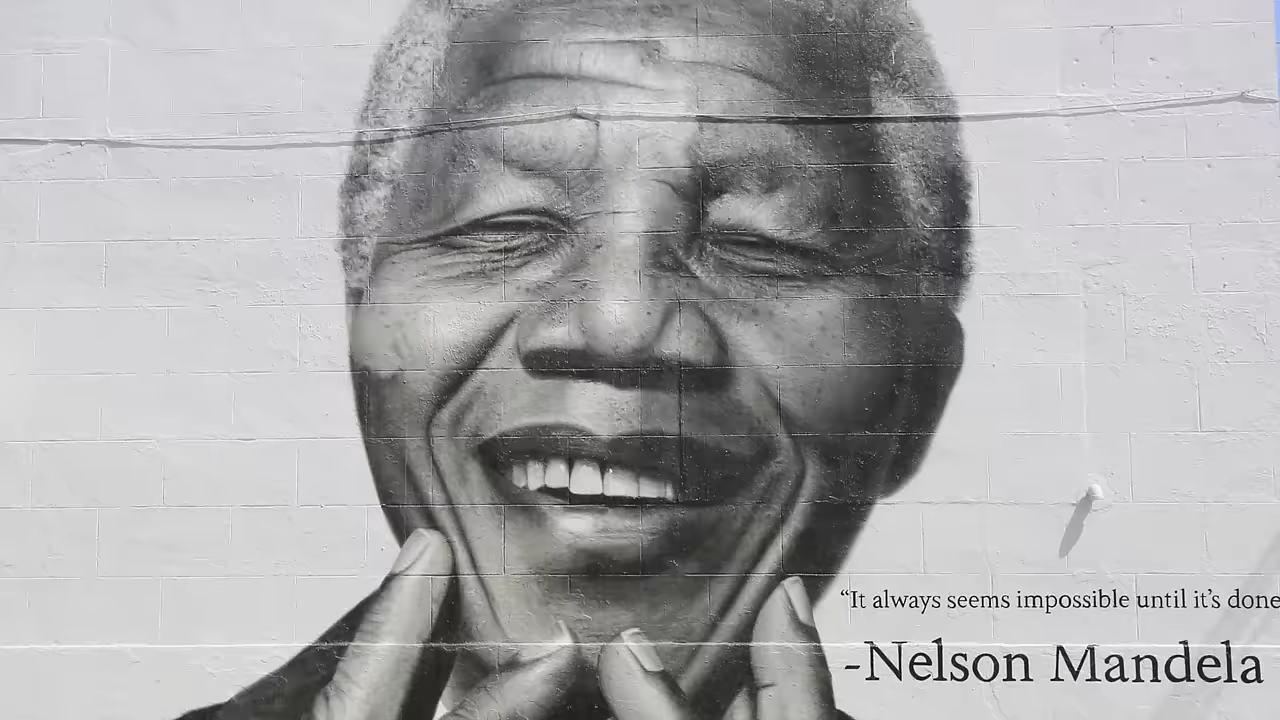 “It always seems impossible until it’s done
-Nelson Mandela